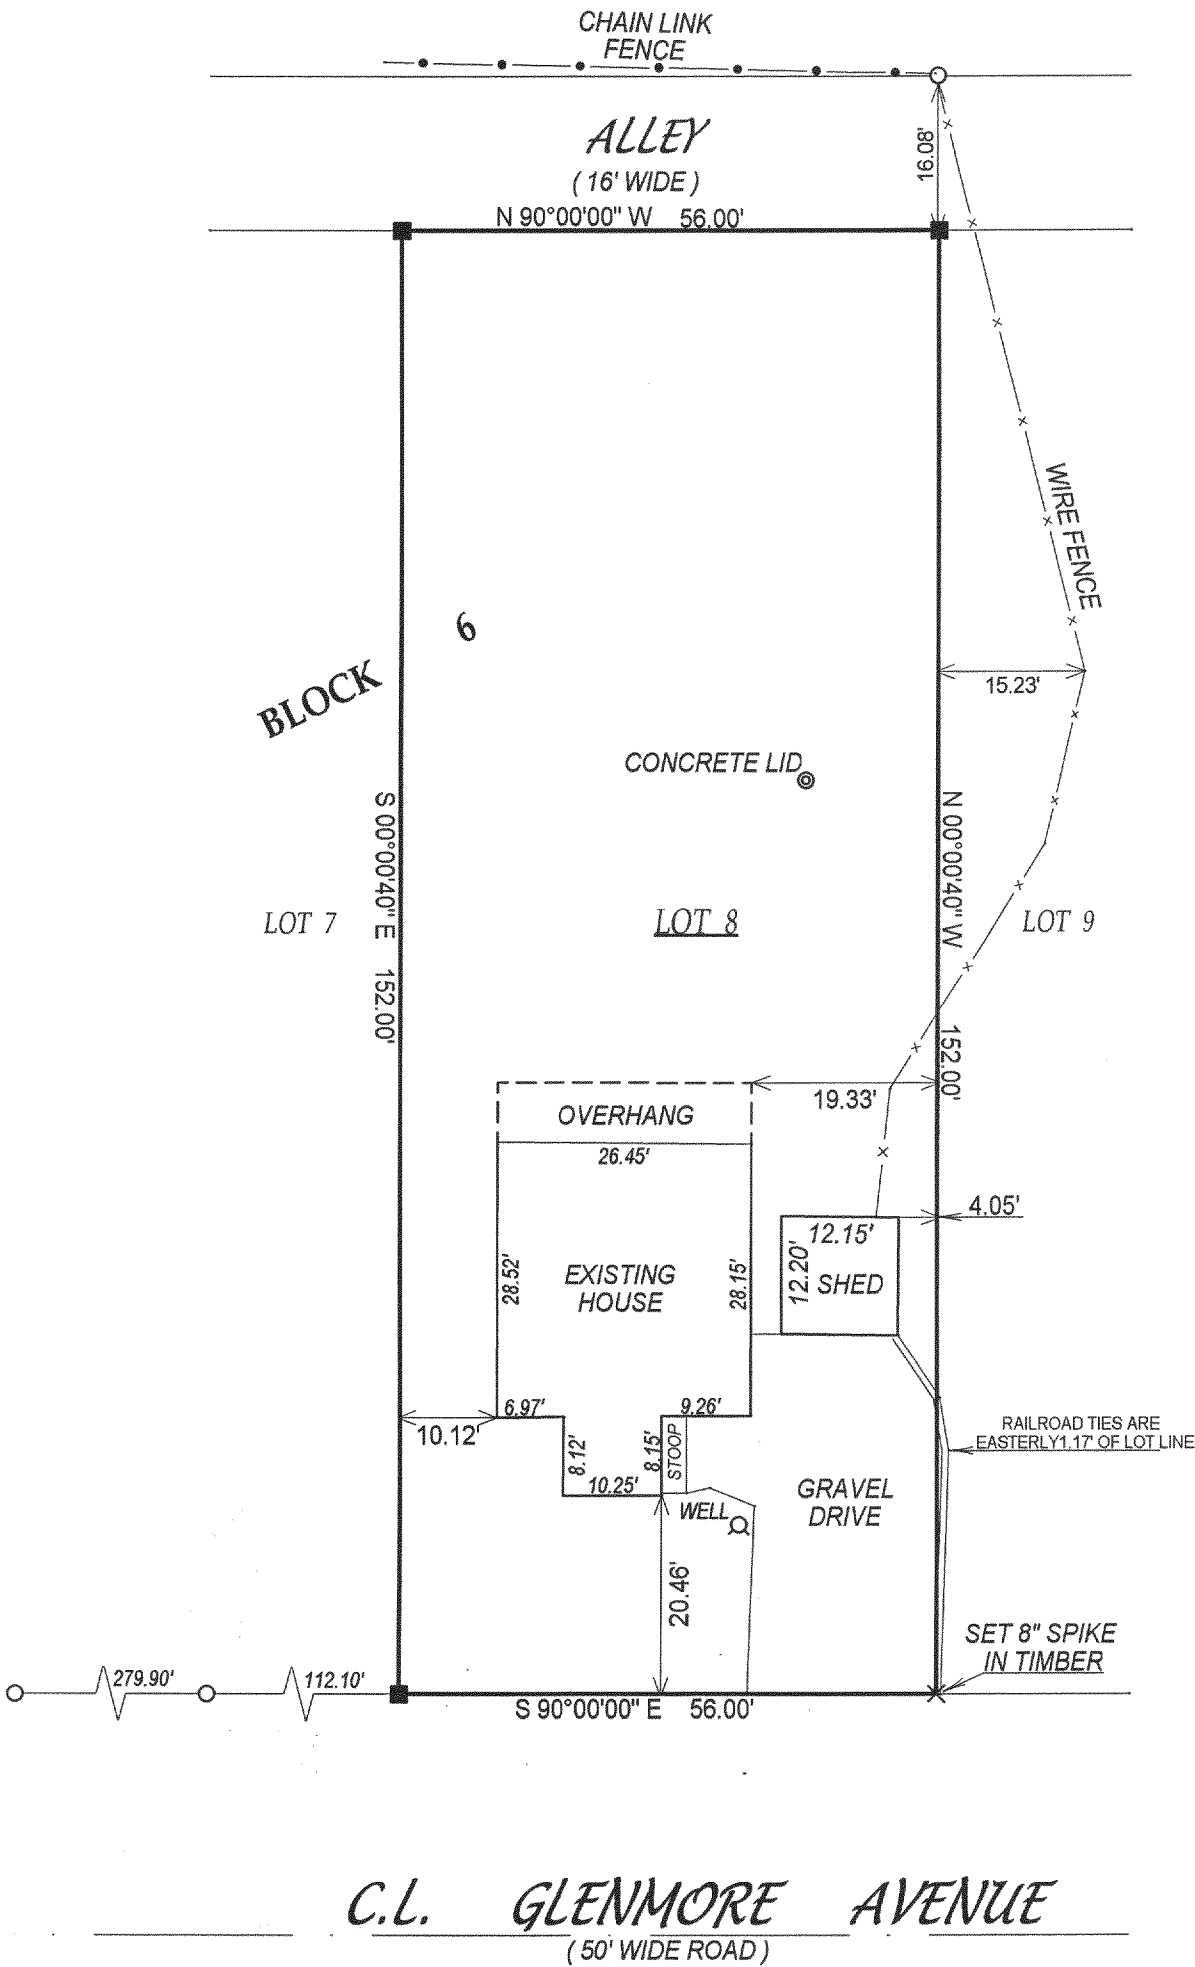 CHAIN LINK
FENCE
ALLEY
( 16' WIDE )
16.08'
N 90°00'00" W 56.00'
WIRE FENCE
6
BLOCK
15.23'
CONCRETE LID
S 00°00'40" E 152.00'
N 00°00'40" W 152.00'
LOT 7
LOT 8
LOT 9
19.33'
OVERHANG
26.45'
4.05'
12.15'
12.20'
SHED
28.52'
EXISTING
HOUSE
28.15'
6.97'
9.26'
10.12'
8.12'
8.15'
STOOP
RAILROAD TIES ARE
EASTERLY1.17' OF LOT LINE
10.25'
GRAVEL
DRIVE
WELL
20.46'
SET 8" SPIKE
IN TIMBER
279.90'
112.10'
S 90°00'00" E 56.00'
C.L. GLENMORE AVENUE
( 50' WIDE ROAD )